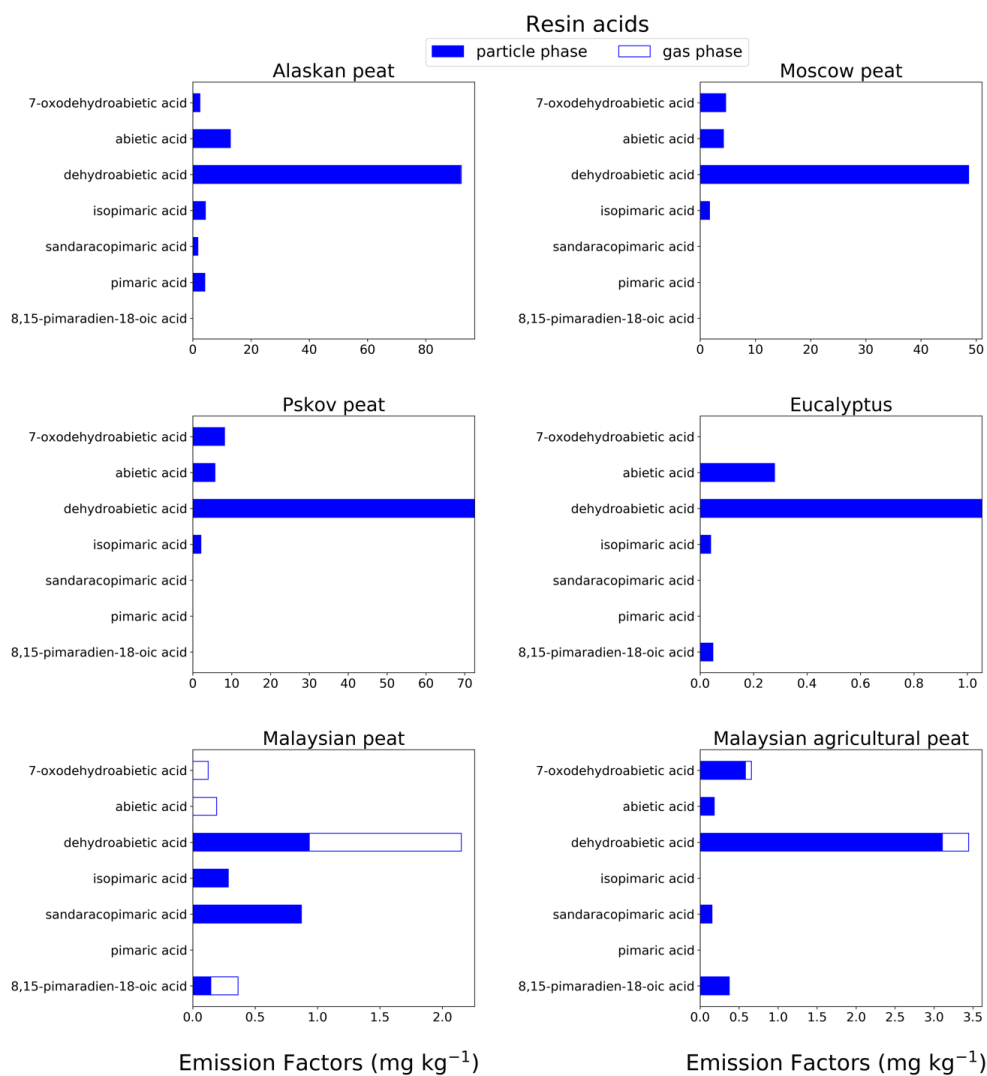 Resin acids
particle phase
gas phase
Alaskan peat
7-oxodehydroabietic acid
abietic acid
dehydroabietic acid
isopimaric acid
sandaracopimaric acid
pimaric acid
8,15-pimaradien-18-oic acid
0 20 40 60 80
Moscow peat
7-oxodehydroabietic acid
abietic acid
dehydroabietic acid
isopimaric acid
sandaracopimaric acid
pimaric acid
8,15-pimaradien-18-oic acid
0 10 20 30 40 50
Pskov peat
7-oxodehydroabietic acid
abietic acid
dehydroabietic acid
isopimaric acid
sandaracopimaric acid
pimaric acid
8,15-pimaradien-18-oic acid
0 10 20 30 40 50 60 70
Eucalyptus
7-oxodehydroabietic acid
abietic acid
dehydroabietic acid
isopimaric acid
sandaracopimaric acid
pimaric acid
8,15-pimaradien-18-oic acid
0.0 0.2 0.4 0.6 0.8 1.0
Malaysian peat
7-oxodehydroabietic acid
abietic acid
dehydroabietic acid
isopimaric acid
sandaracopimaric acid
pimaric acid
8,15-pimaradien-18-oic acid
0.0 0.5 1.0 1.5 2.0
Emission Factors (mg kg⁻¹)
Malaysian agricultural peat
7-oxodehydroabietic acid
abietic acid
dehydroabietic acid
isopimaric acid
sandaracopimaric acid
pimaric acid
8,15-pimaradien-18-oic acid
0.0 0.5 1.0 1.5 2.0 2.5 3.0 3.5
Emission Factors (mg kg⁻¹)